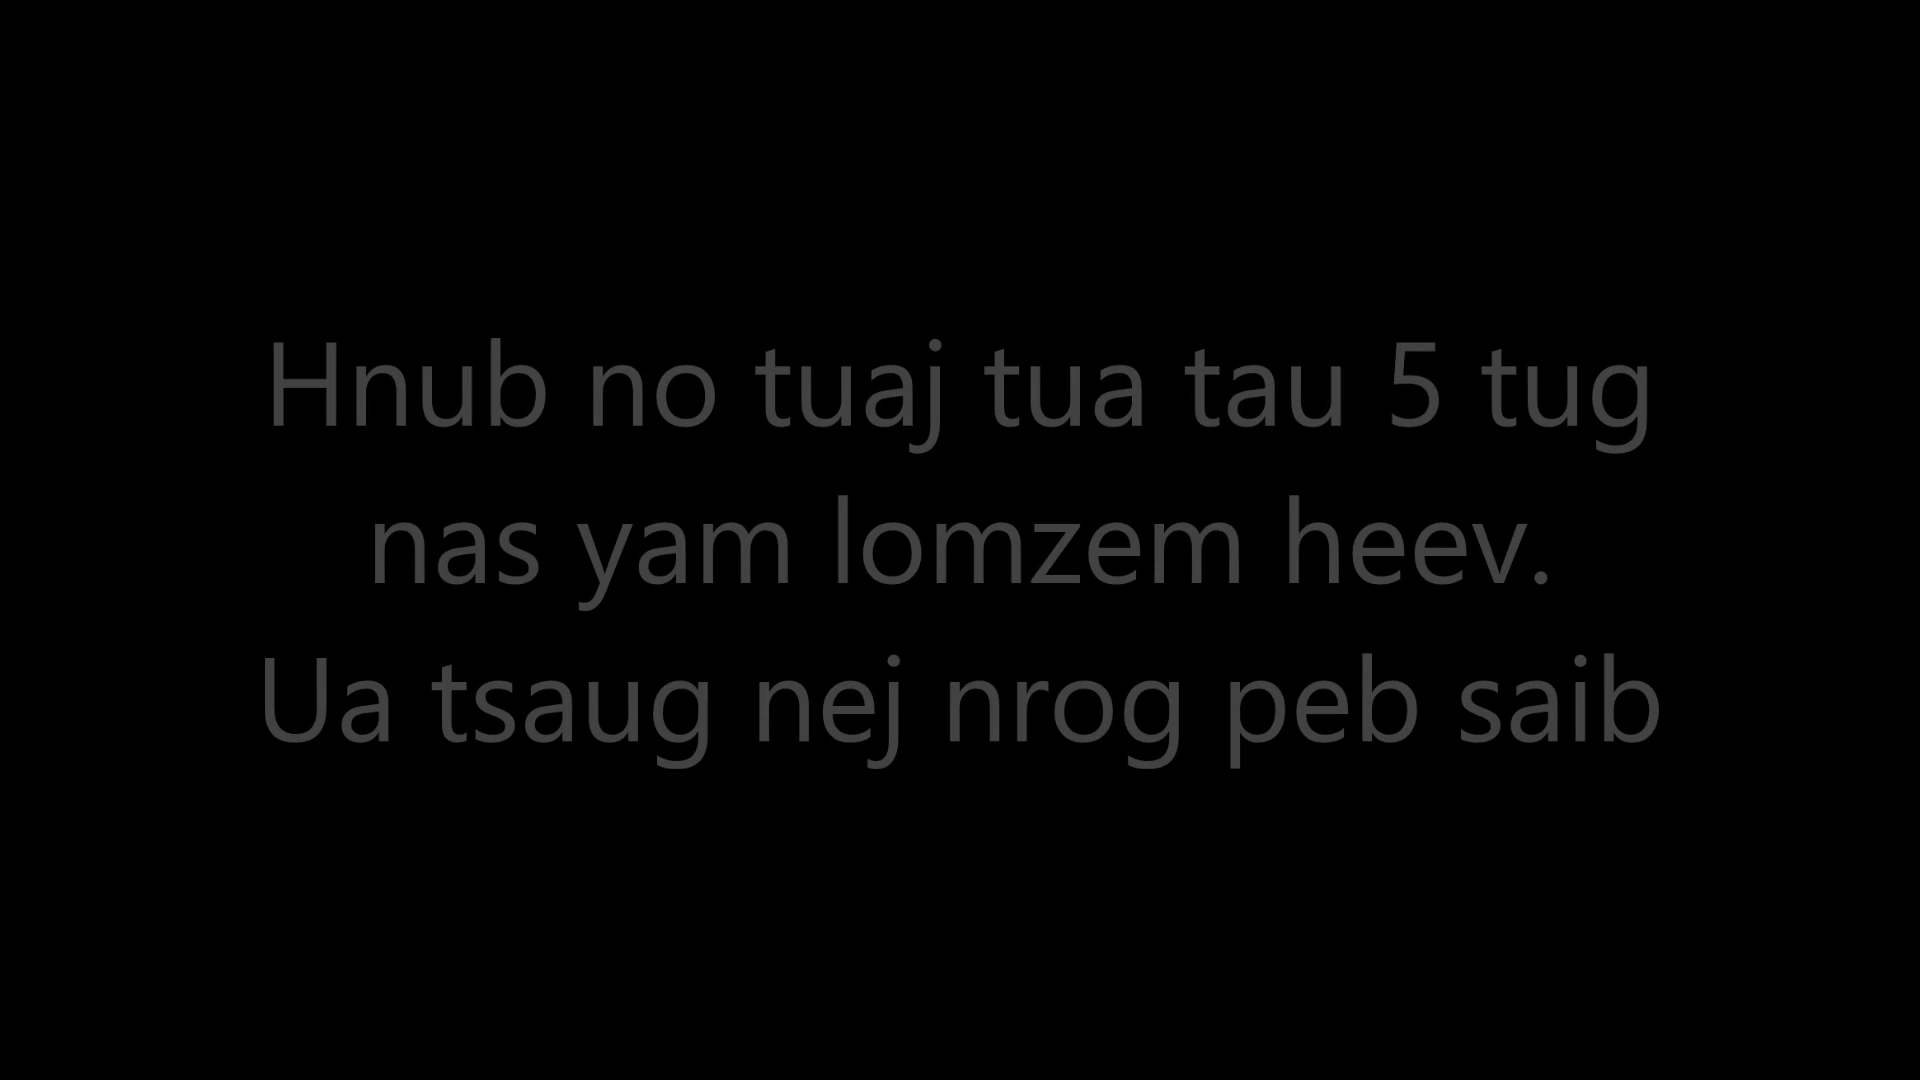 Hnub no tuaj tua tau 5 tug
nas yam lomzem heev.
Ua tsaug nej nrog peb saib